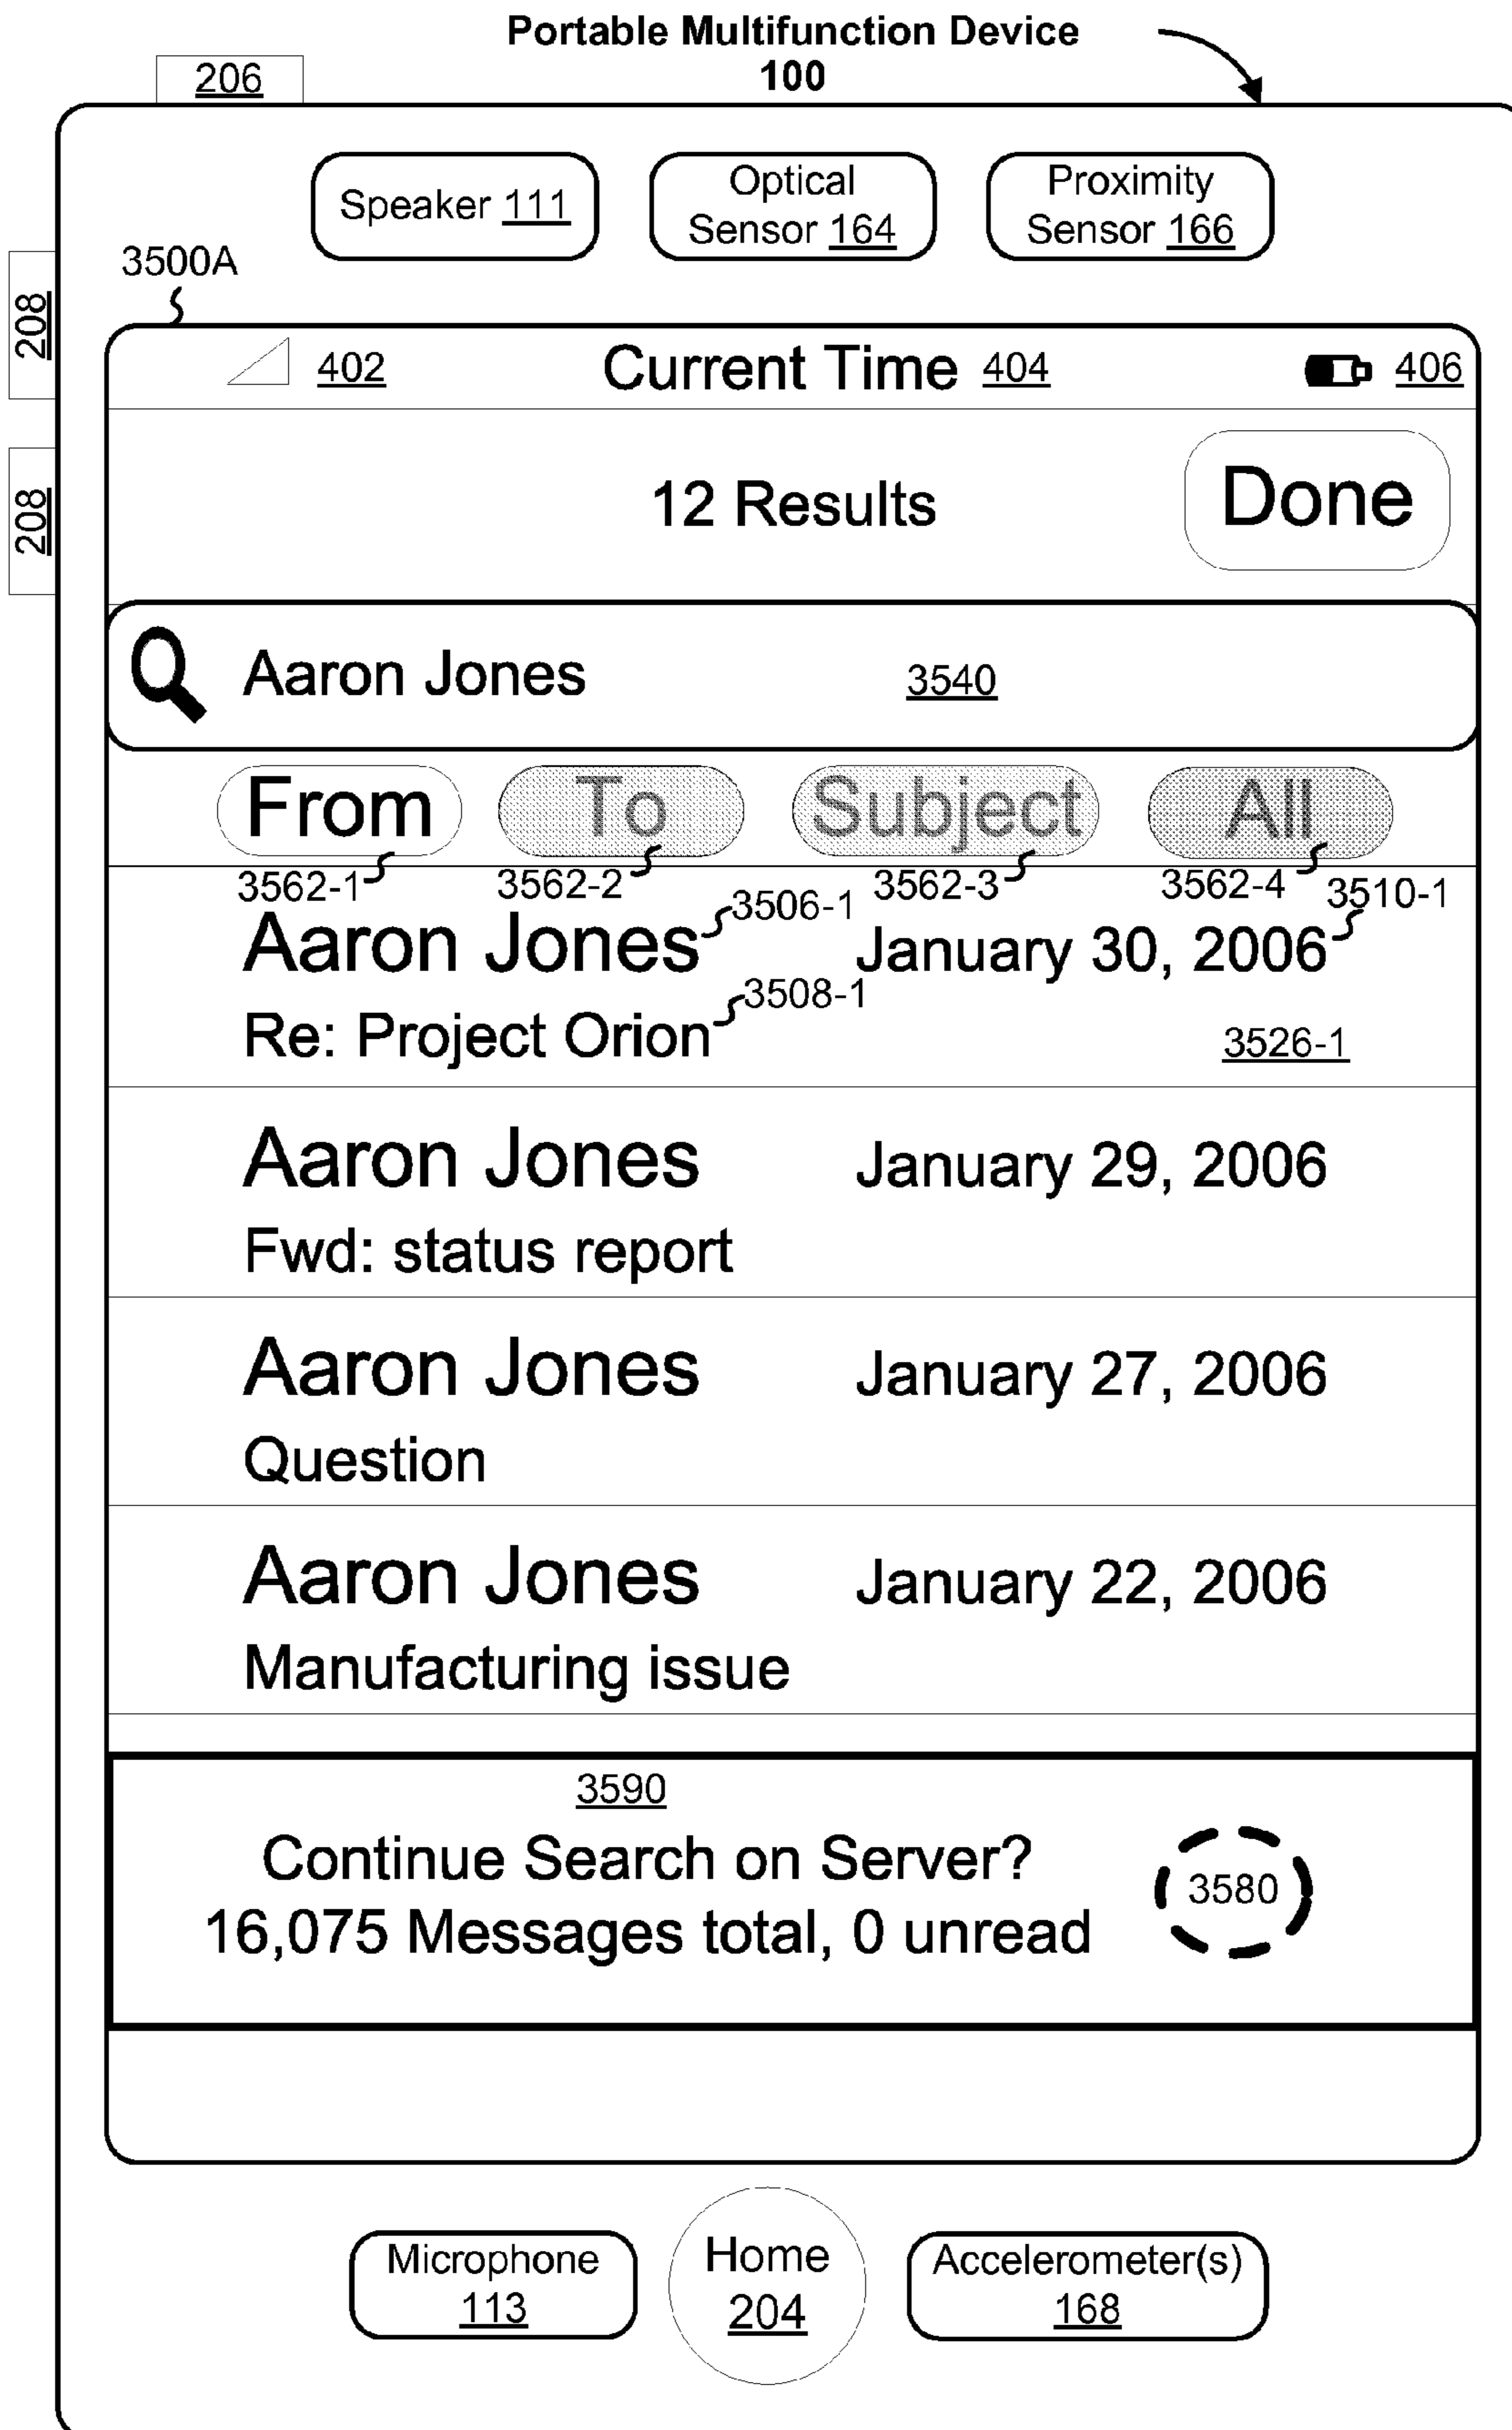 Portable Multifunction Device
100
206
Speaker 111
Optical
Sensor 164
Proximity
Sensor 166
3500A
208
402
Current Time 404
406
208
12 Results
Done
Aaron Jones
3540
From
To
Subject
All
3562-1
3562-2
3562-3
3562-4
3510-1
3506-1
Aaron Jones
January 30, 2006
3508-1
Re: Project Orion
3526-1
Aaron Jones
January 29, 2006
Fwd: status report
Aaron Jones
January 27, 2006
Question
Aaron Jones
January 22, 2006
Manufacturing issue
3590
Continue Search on Server?
16,075 Messages total, 0 unread
3580
Microphone
113
Home
204
Accelerometer(s)
168